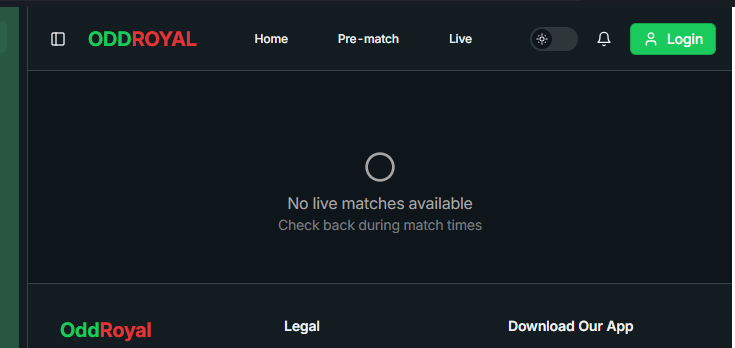 ODDROYAL Home Pre-match Live Login
No live matches available
Check back during match times
OddRoyal Legal Download Our App